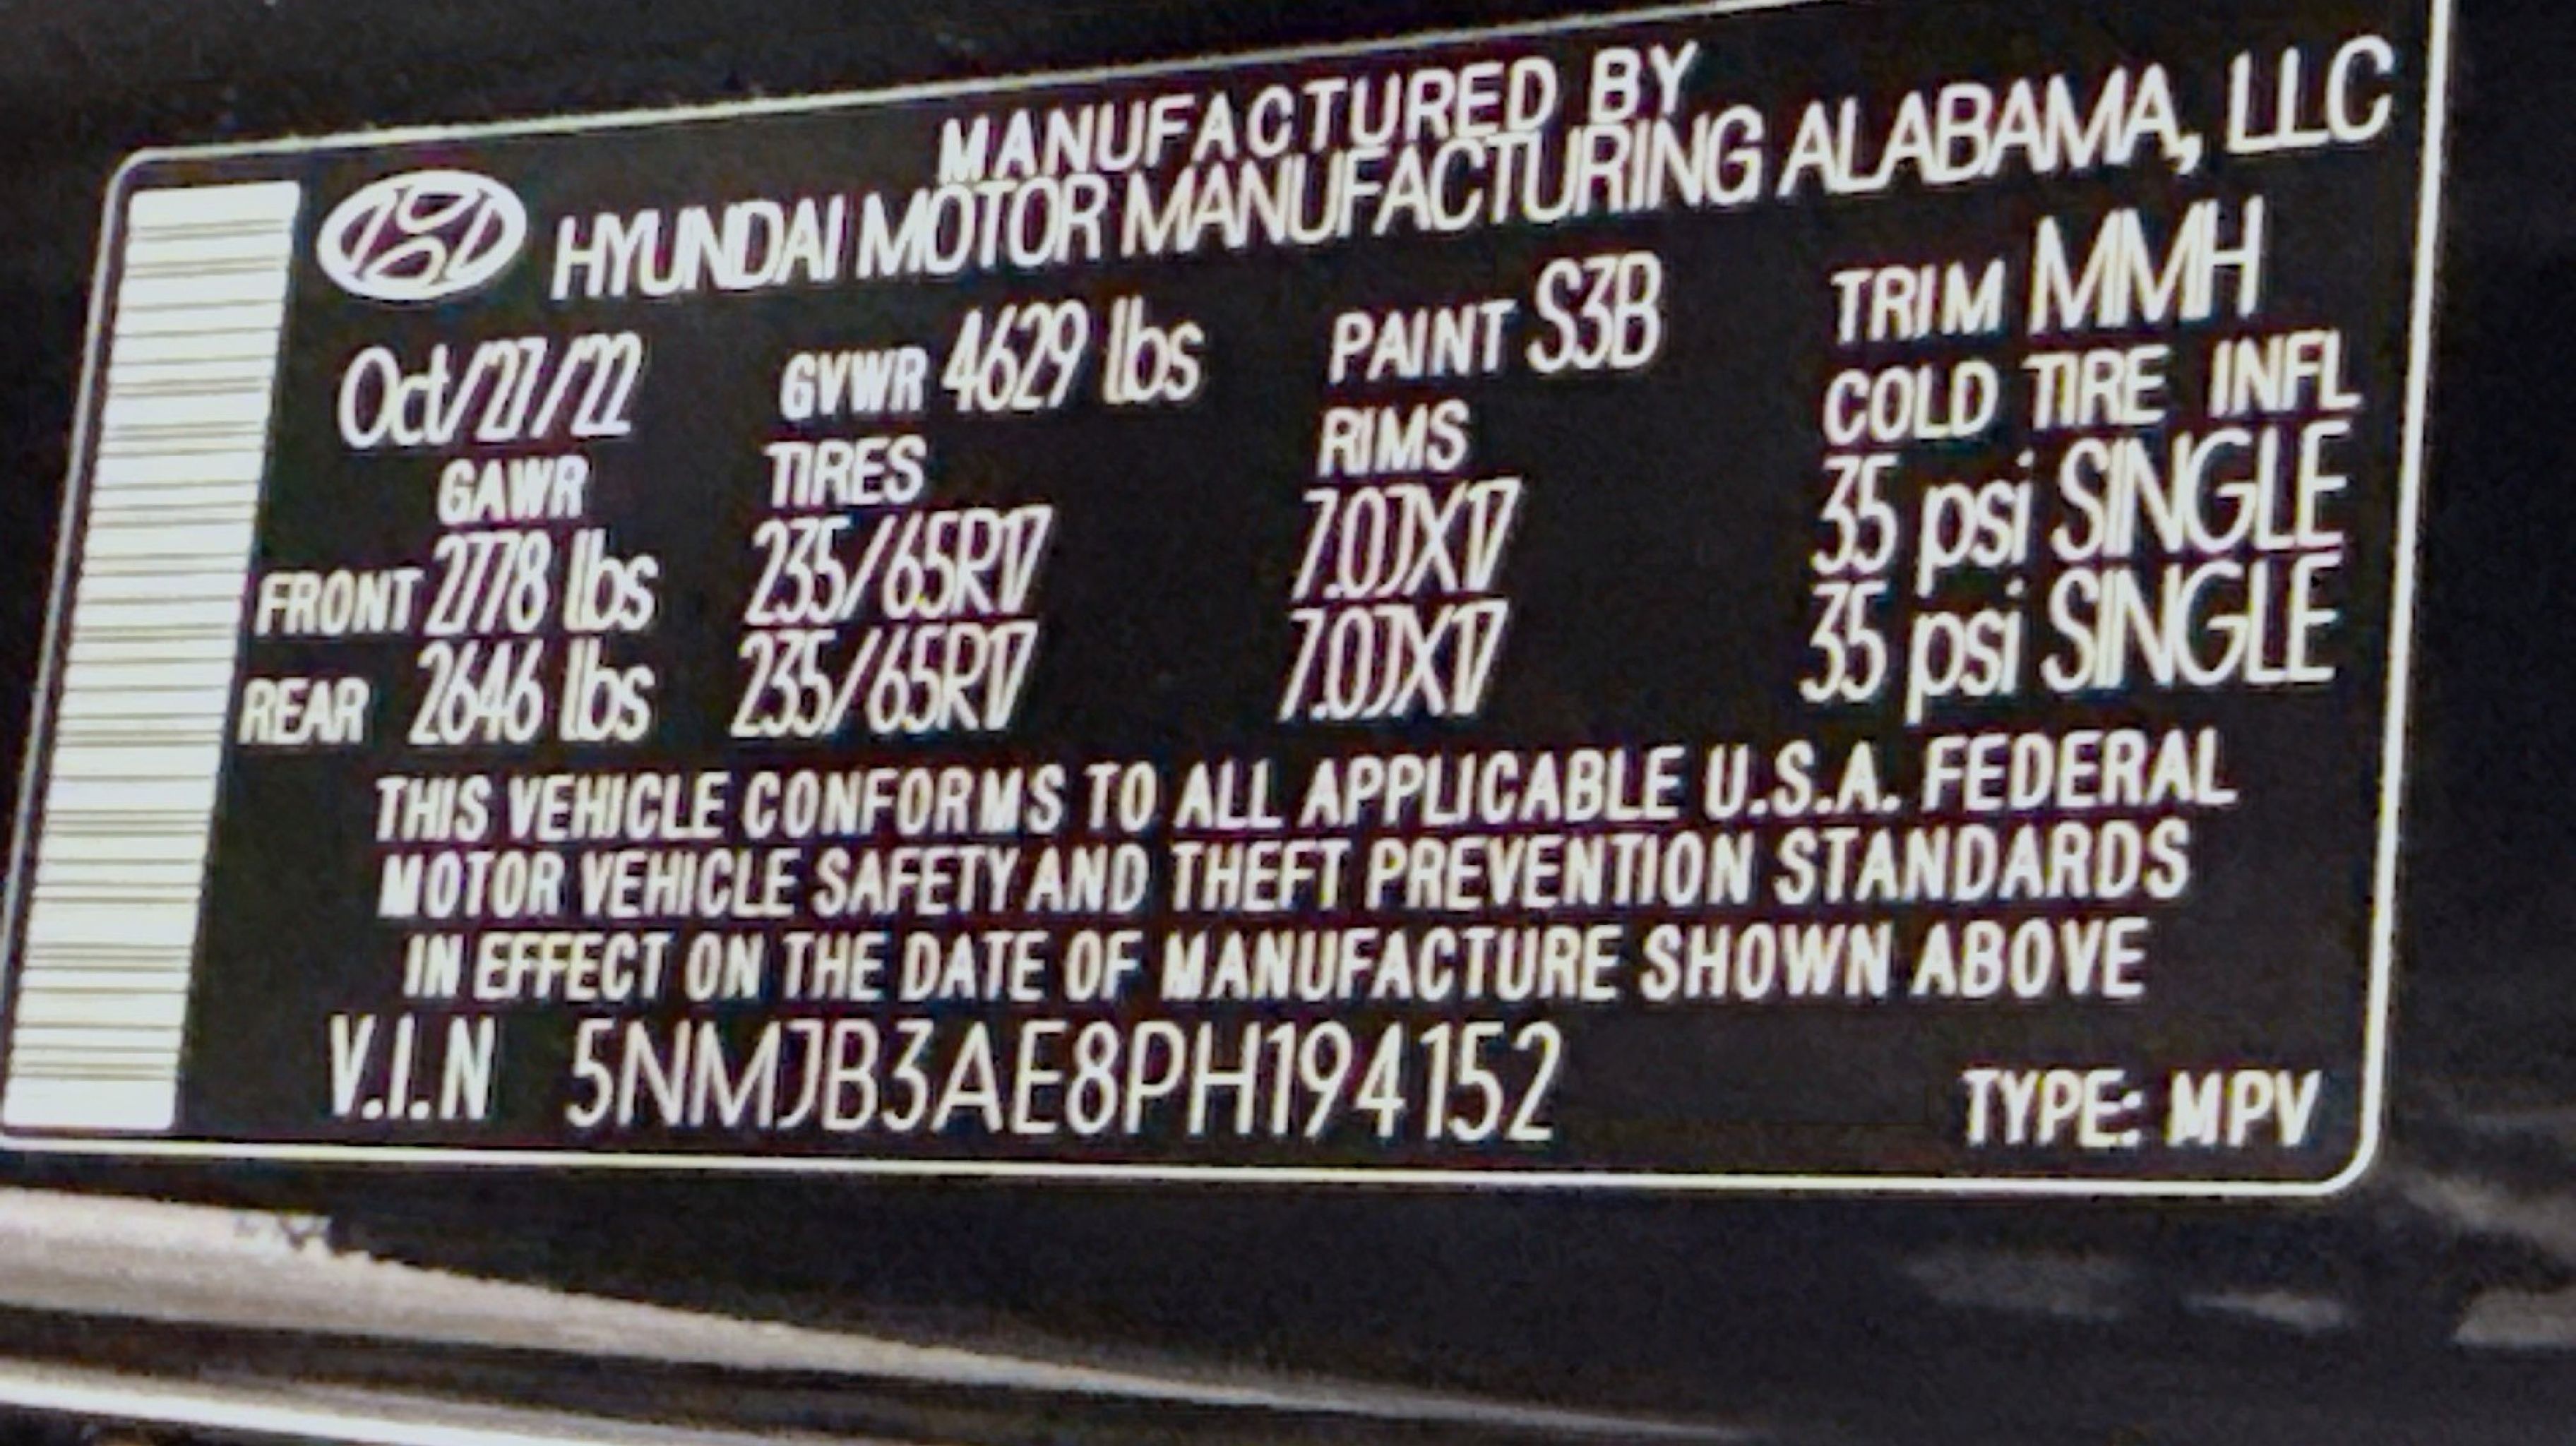 MANUFACTURED BY
HYUNDAI MOTOR MANUFACTURING ALABAMA, LLC
Oct/27/22 GVWR 4629 lbs PAINT S3B TRIM MMH
GAWR TIRES RIMS COLD TIRE INFL
FRONT 2778 lbs 235/65R17 7.0JX17 35 psi SINGLE
REAR 2646 lbs 235/65R17 7.0JX17 35 psi SINGLE
THIS VEHICLE CONFORMS TO ALL APPLICABLE U.S.A. FEDERAL
MOTOR VEHICLE SAFETY AND THEFT PREVENTION STANDARDS
IN EFFECT ON THE DATE OF MANUFACTURE SHOWN ABOVE
V.I.N 5NMJB3AE8PH194152 TYPE: MPV